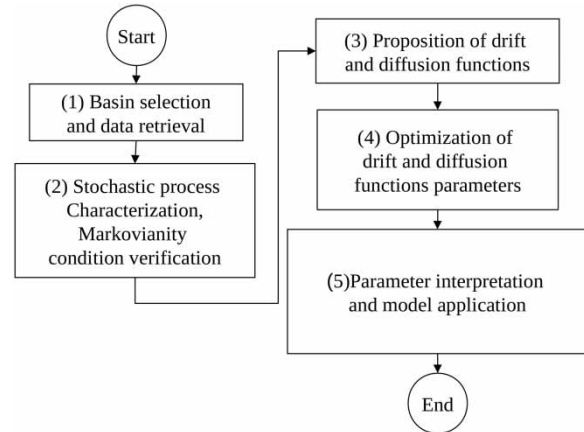 Start
(1) Basin selection
and data retrieval
(2) Stochastic process
Characterization,
Markovianity
condition verification
(3) Proposition of drift
and diffusion functions
(4) Optimization of
drift and diffusion
functions parameters
(5)Parameter interpretation
and model application
End